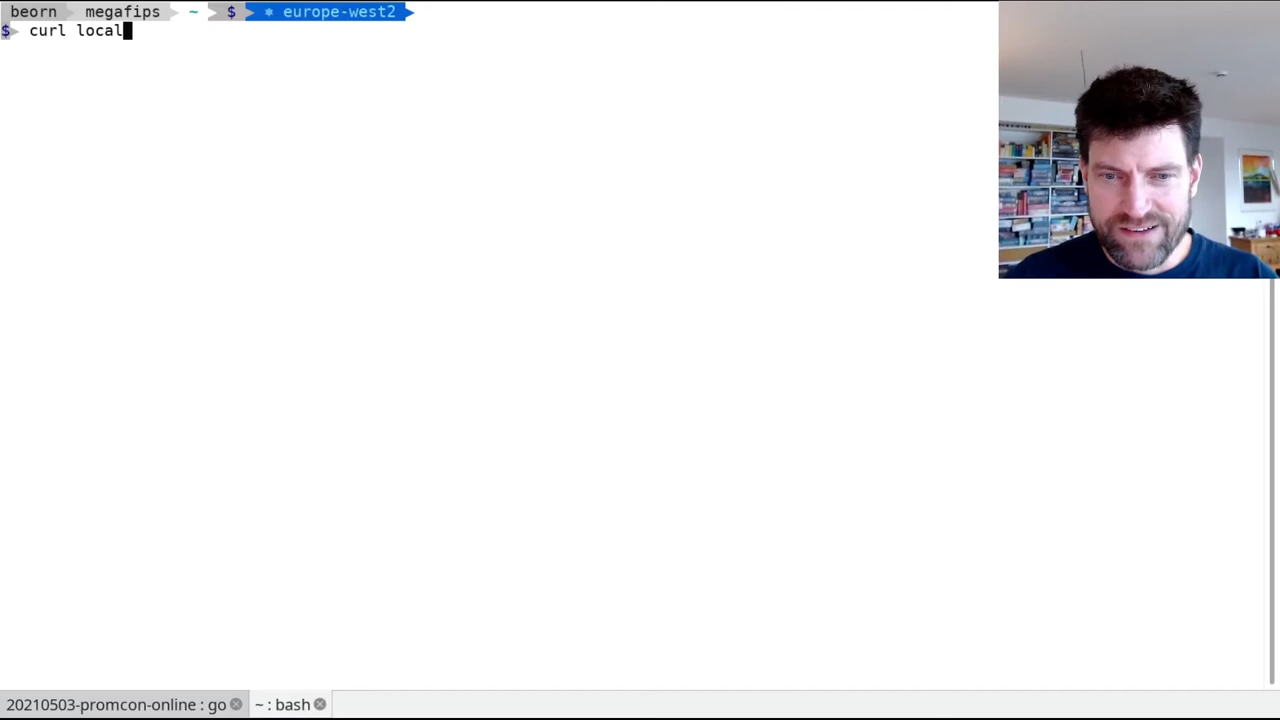 beorn megafips ~ $ ⎈ europe-west2
$ curl local
20210503-promcon-online : go ~ : bash